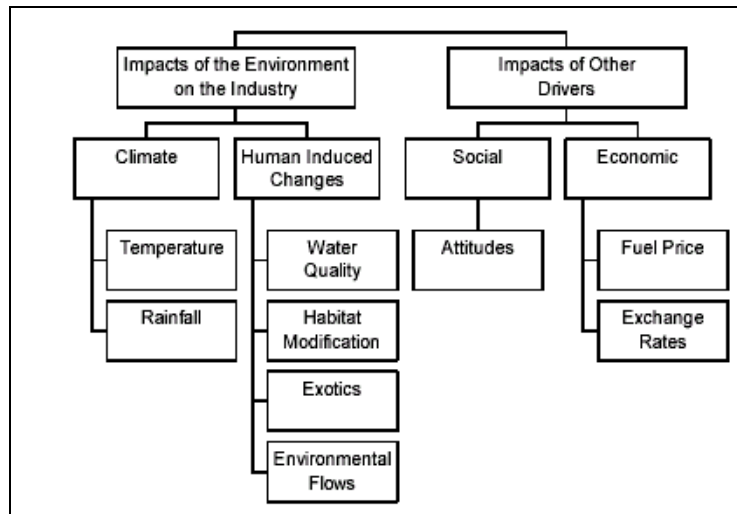 Impacts of the Environment
on the Industry
Impacts of Other
Drivers
Climate
Human Induced
Changes
Social
Economic
Temperature
Water
Quality
Attitudes
Fuel Price
Rainfall
Habitat
Modification
Exchange
Rates
Exotics
Environmental
Flows